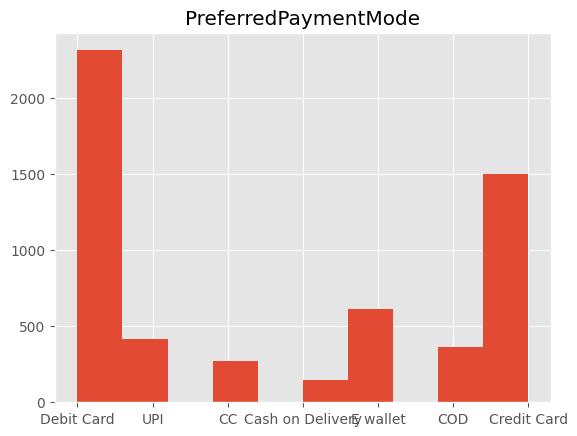 PreferredPaymentMode
2000
1500
1000
500
0
Debit Card
UPI
CC
Cash on Delivery
E wallet
COD
Credit Card